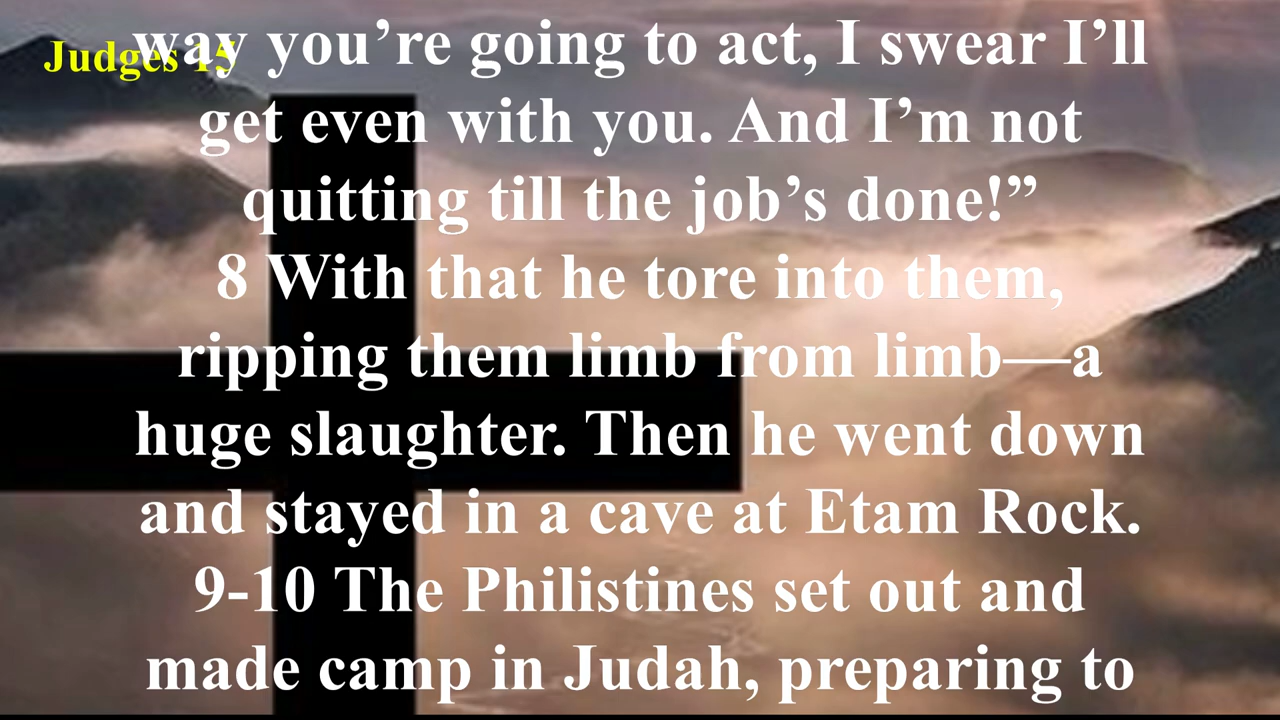 Judges 15
way you’re going to act, I swear I’ll
get even with you. And I’m not
quitting till the job’s done!”
8 With that he tore into them,
ripping them limb from limb—a
huge slaughter. Then he went down
and stayed in a cave at Etam Rock.
9-10 The Philistines set out and
made camp in Judah, preparing to